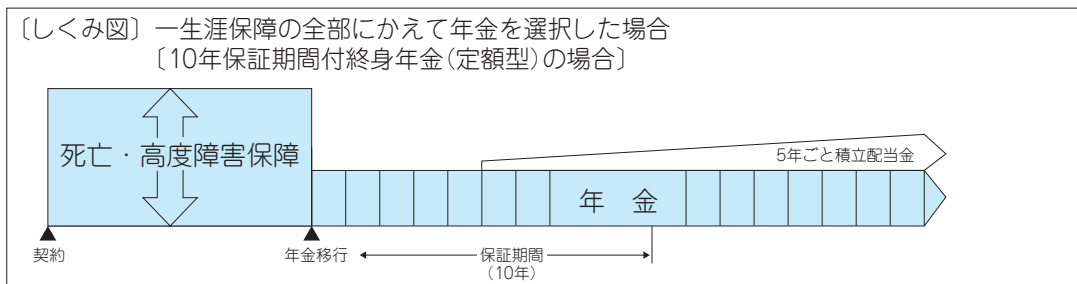 〔しくみ図〕一生涯保障の全部にかえて年金を選択した場合
〔10年保証期間付終身年金(定額型)の場合〕
死亡・高度障害保障
5年ごと積立配当金
年 金
契約
年金移行
保証期間
(10年)